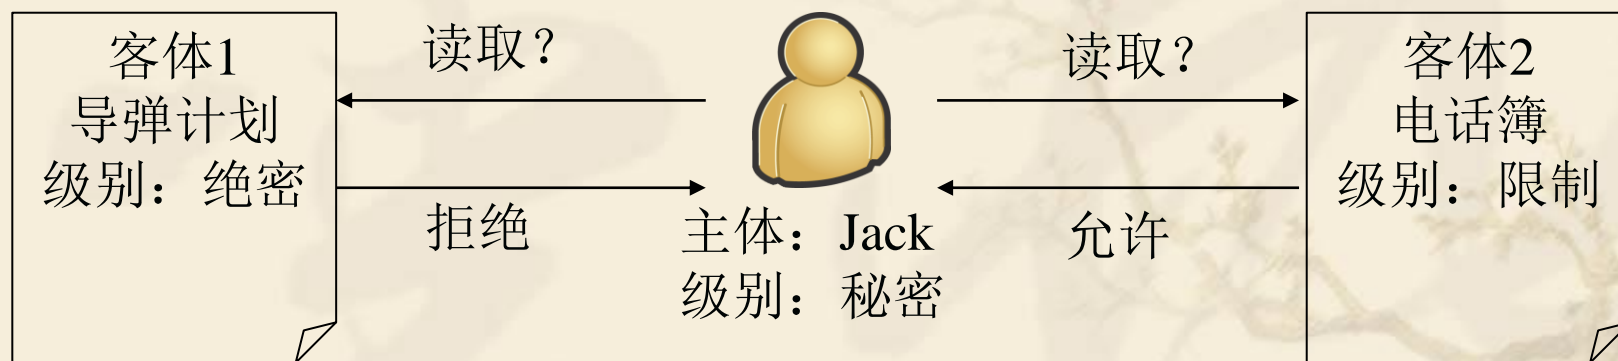 客体1
导弹计划
级别：绝密
读取？
拒绝
主体：Jack
级别：秘密
读取？
允许
客体2
电话簿
级别：限制